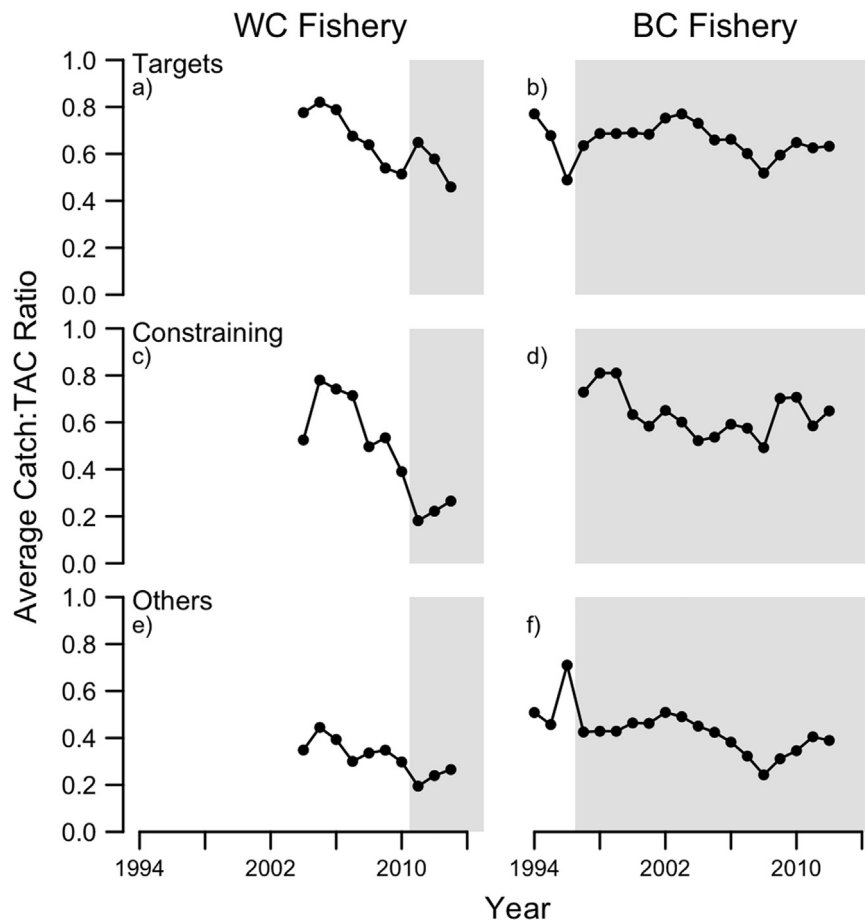 WC Fishery
BC Fishery
Average Catch:TAC Ratio
Targets
a)
b)
1.0
0.8
0.6
0.4
0.2
0.0
Constraining
c)
d)
1.0
0.8
0.6
0.4
0.2
0.0
Others
e)
f)
1.0
0.8
0.6
0.4
0.2
0.0
1994
2002
2010
1994
2002
2010
Year